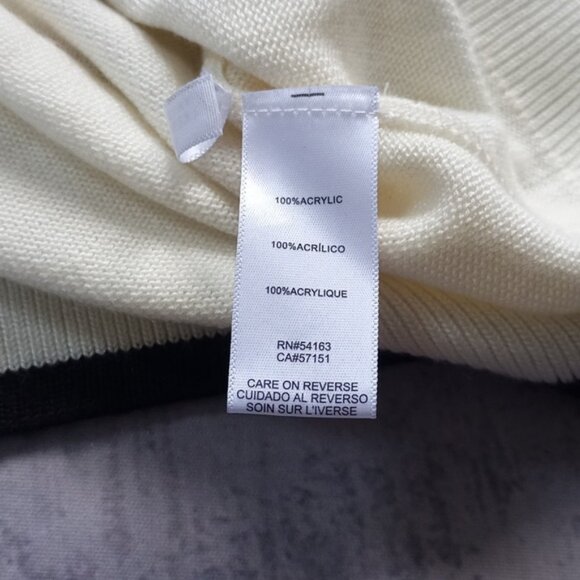 100%ACRYLIC
100%ACRÍLICO
100%ACRYLIQUE
RN#54163
CA#57151
CARE ON REVERSE
CUIDADO AL REVERSO
SOIN SUR L'IVERSE